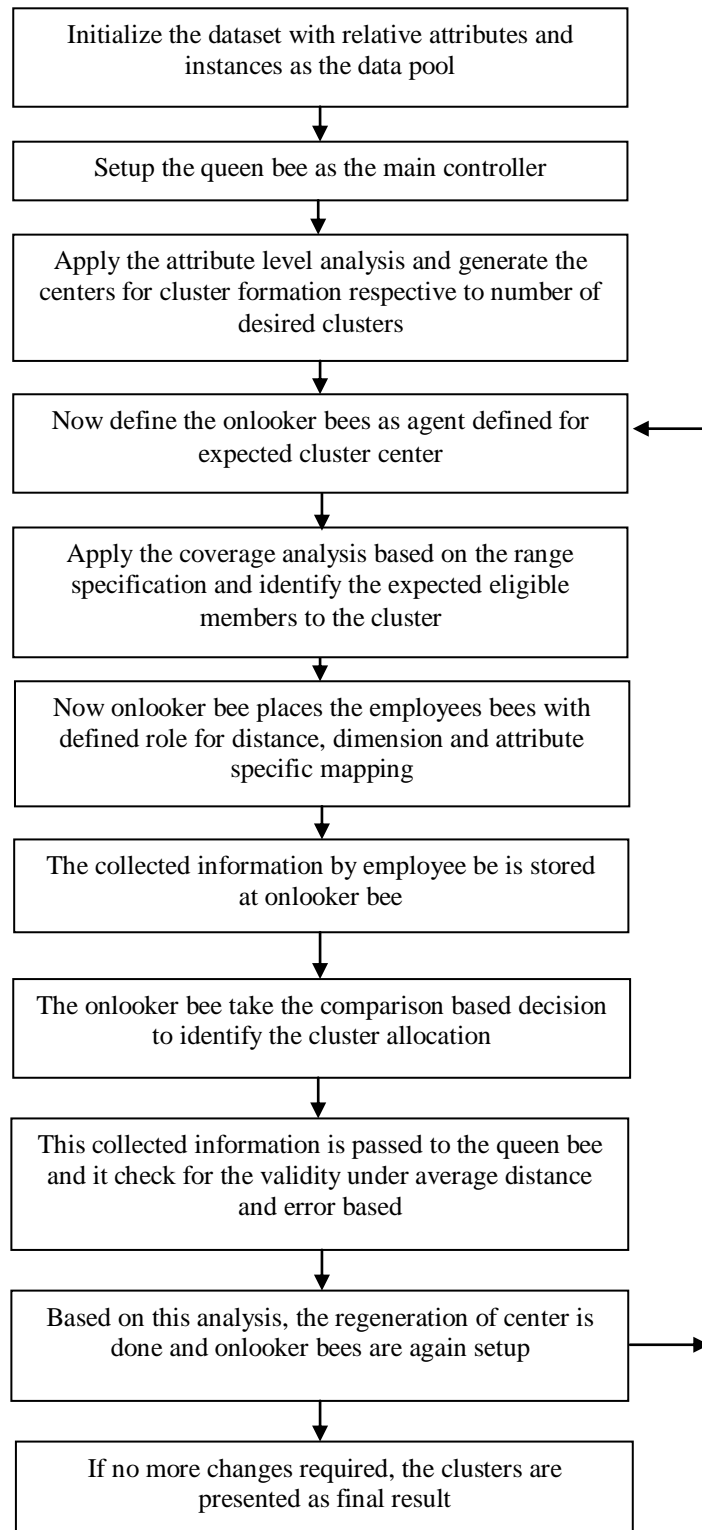 Initialize the dataset with relative attributes and
instances as the data pool
Setup the queen bee as the main controller
Apply the attribute level analysis and generate the
centers for cluster formation respective to number of
desired clusters
Now define the onlooker bees as agent defined for
expected cluster center
Apply the coverage analysis based on the range
specification and identify the expected eligible
members to the cluster
Now onlooker bee places the employees bees with
defined role for distance, dimension and attribute
specific mapping
The collected information by employee be is stored
at onlooker bee
The onlooker bee take the comparison based decision
to identify the cluster allocation
This collected information is passed to the queen bee
and it check for the validity under average distance
and error based
Based on this analysis, the regeneration of center is
done and onlooker bees are again setup
If no more changes required, the clusters are
presented as final result